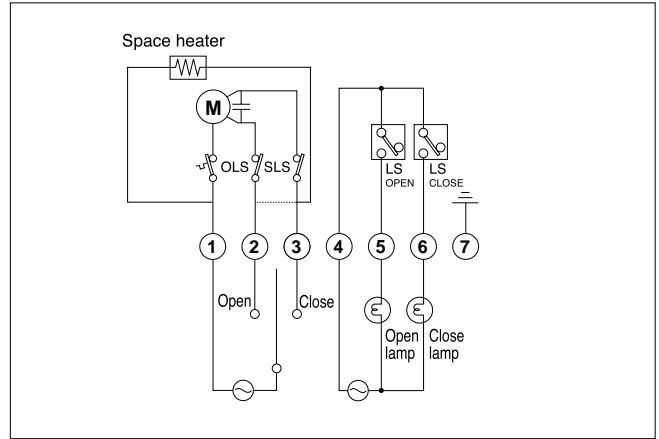 Space heater
M
OLS SLS
LS
OPEN
LS
CLOSE
1 2 3 4 5 6 7
Open
Close
Open
lamp
Close
lamp